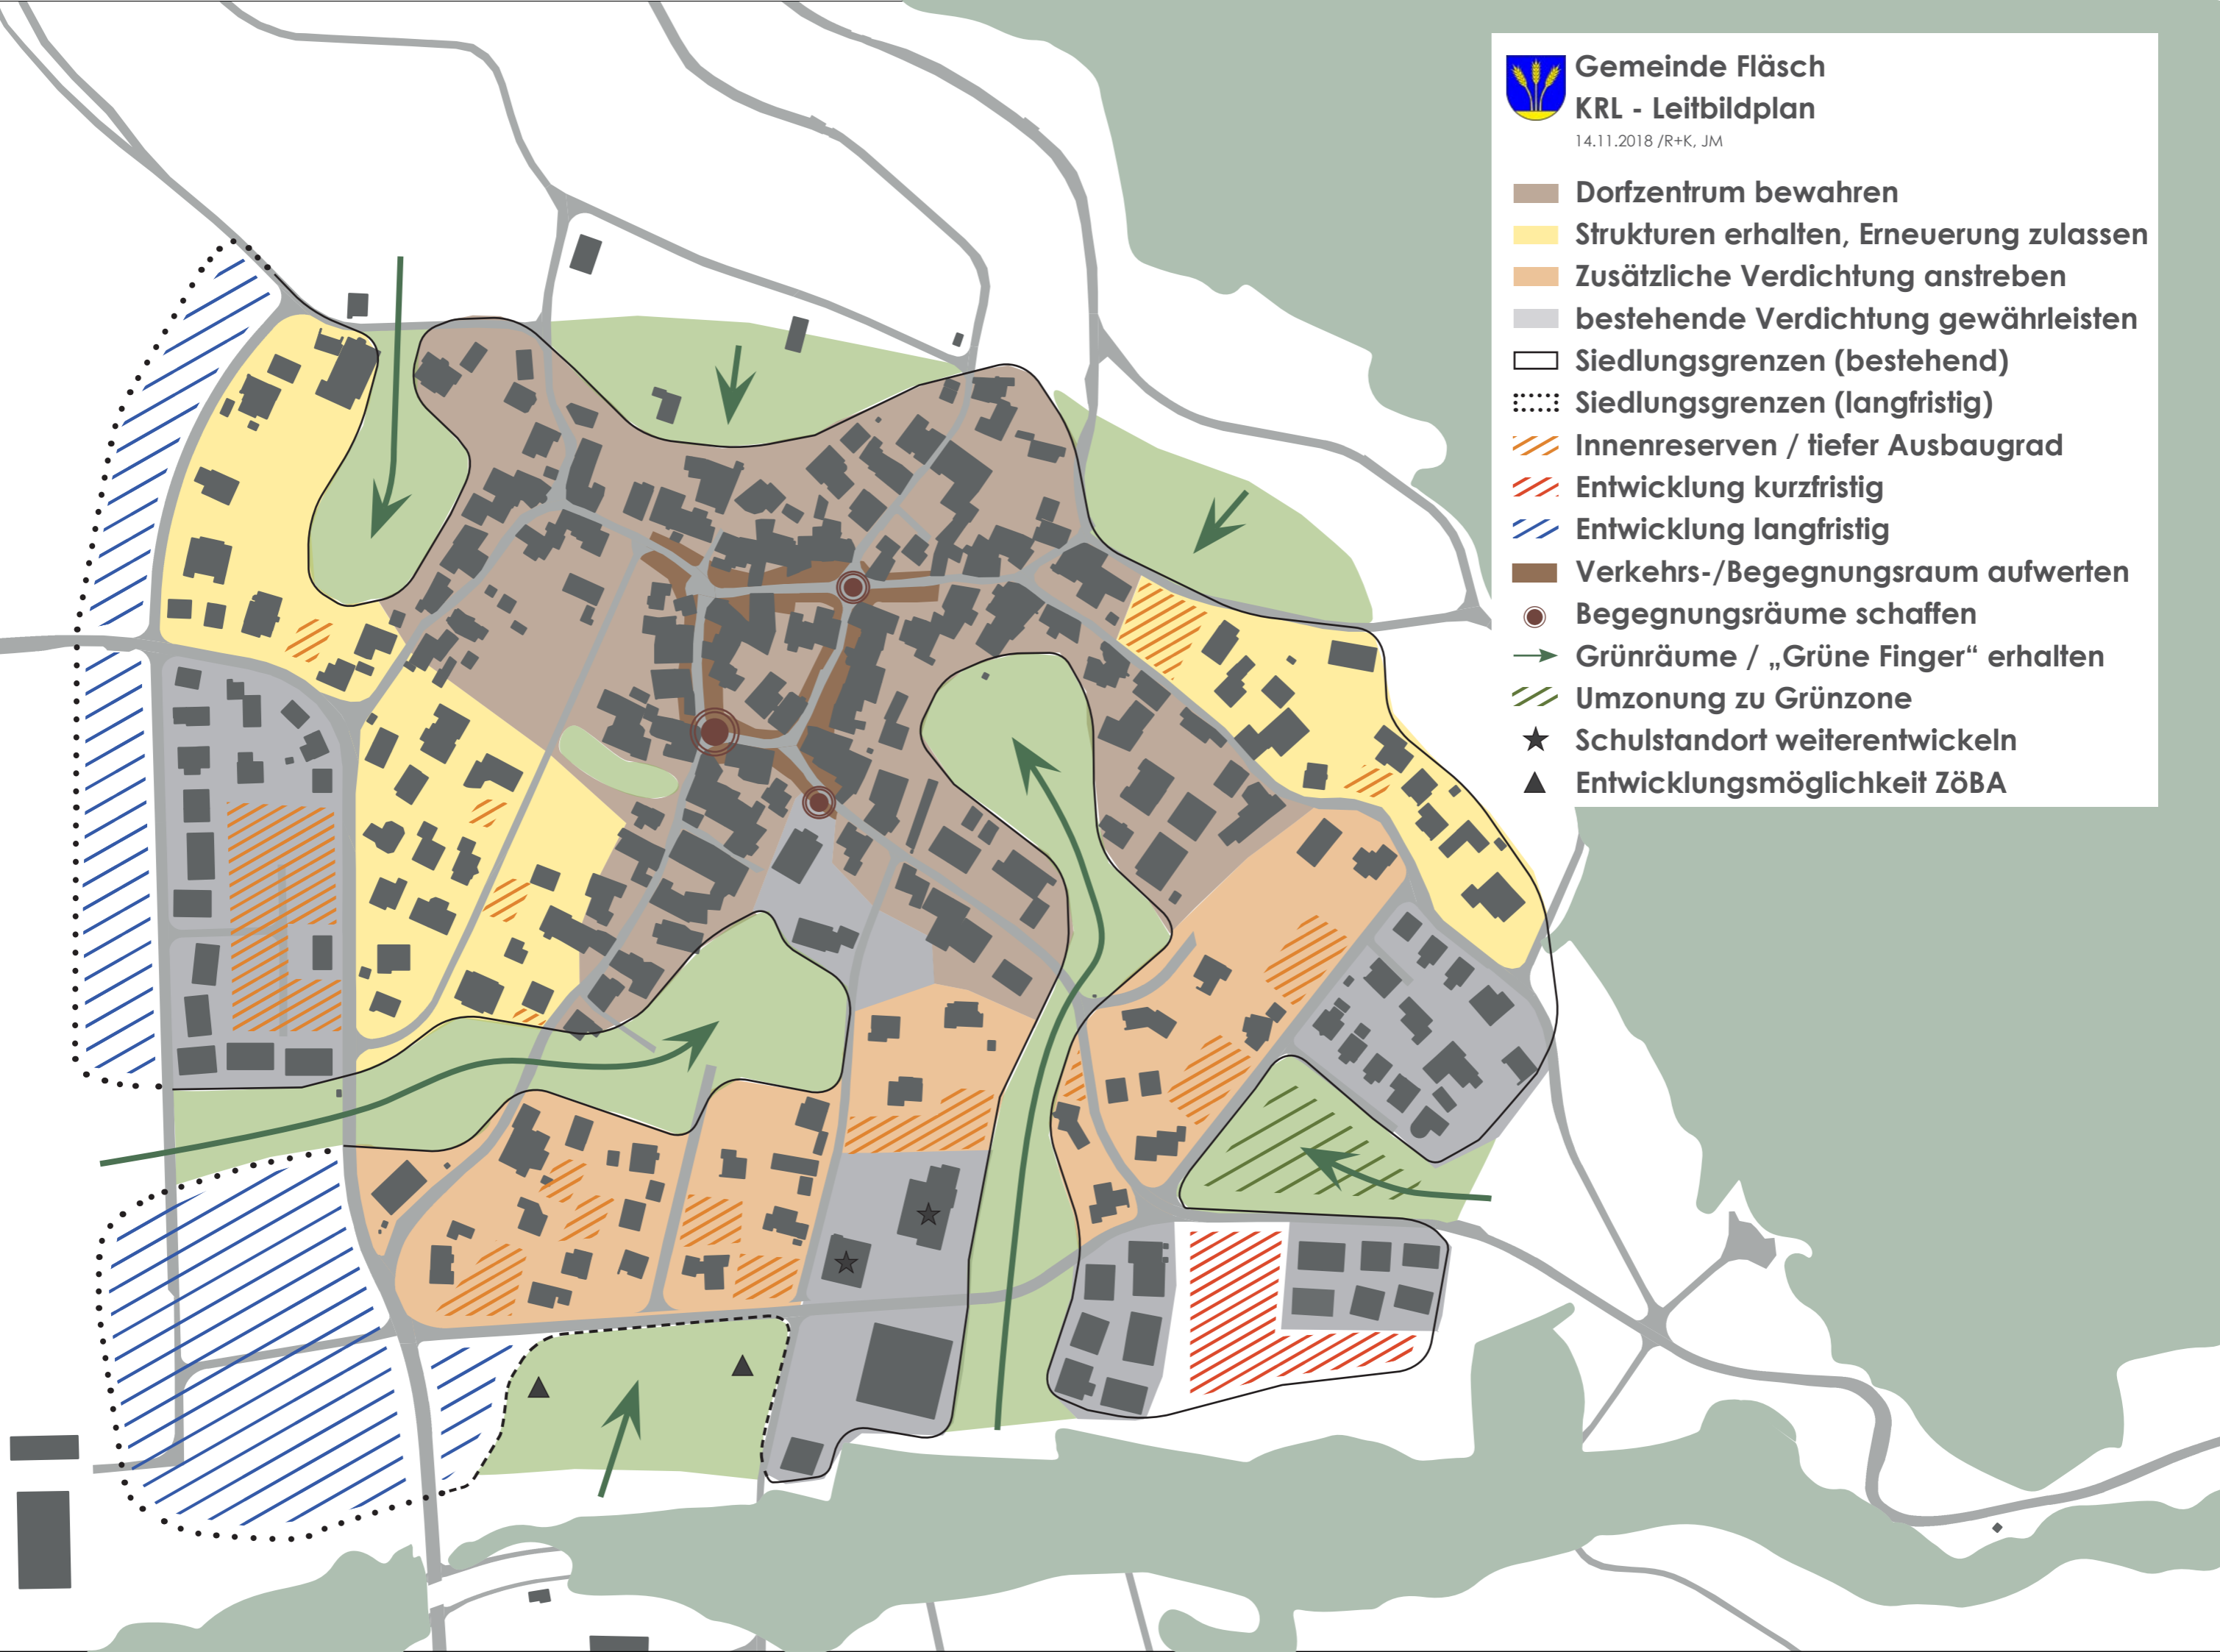 Gemeinde Fläsch
KRL - Leitbildplan
14.11.2018 /R+K, JM
Dorfzentrum bewahren
Strukturen erhalten, Erneuerung zulassen
Zusätzliche Verdichtung anstreben
bestehende Verdichtung gewährleisten
Siedlungsgrenzen (bestehend)
Siedlungsgrenzen (langfristig)
Innenreserven / tiefer Ausbaugrad
Entwicklung kurzfristig
Entwicklung langfristig
Verkehrs-/Begegnungsraum aufwerten
Begegnungsräume schaffen
Grünräume / „Grüne Finger“ erhalten
Umzonung zu Grünzone
Schulstandort weiterentwickeln
Entwicklungsmöglichkeit ZöBA